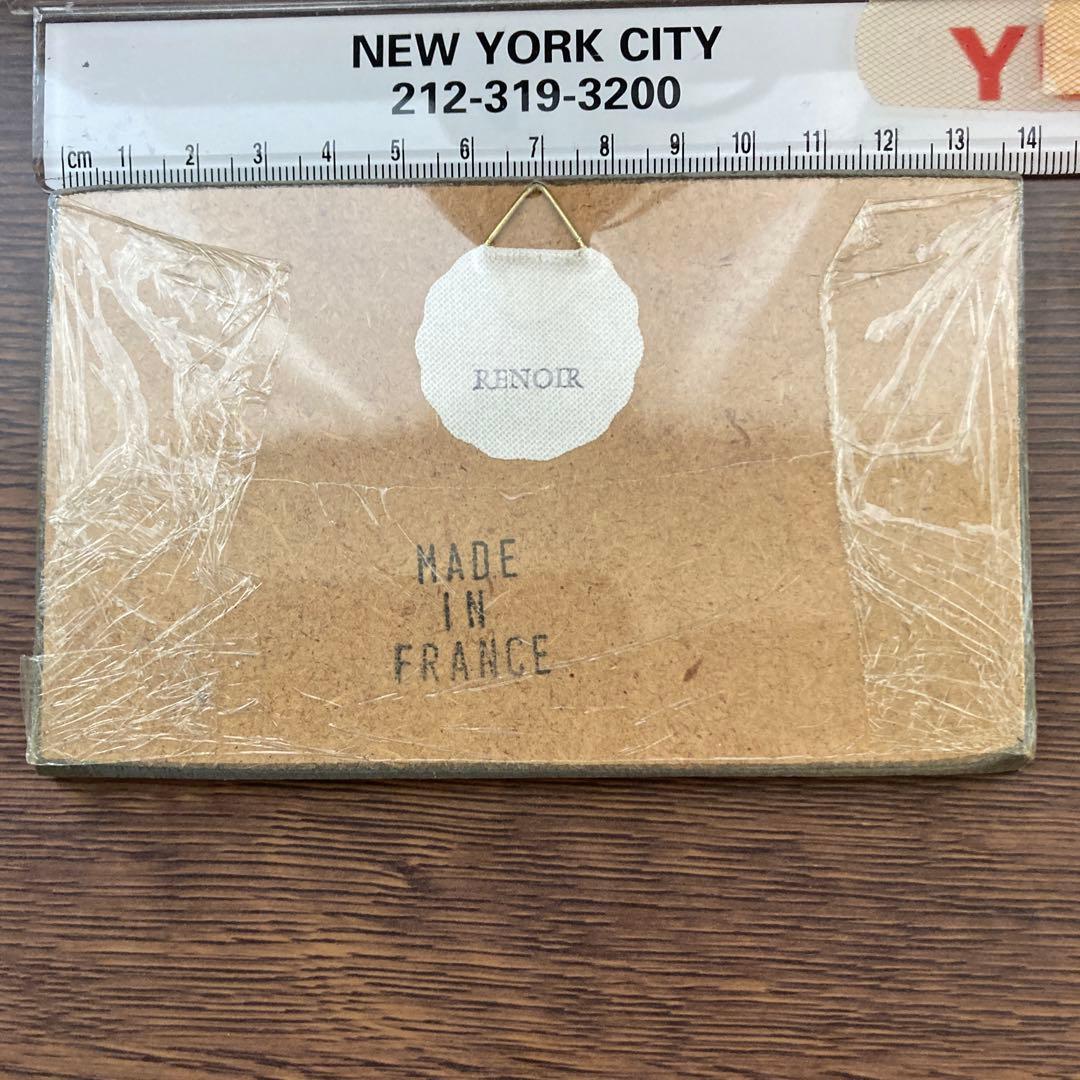 NEW YORK CITY
212-319-3200
Y
cm 1 2 3 4 5 6 7 8 9 10 11 12 13 14
RENOIR
MADE
IN
FRANCE